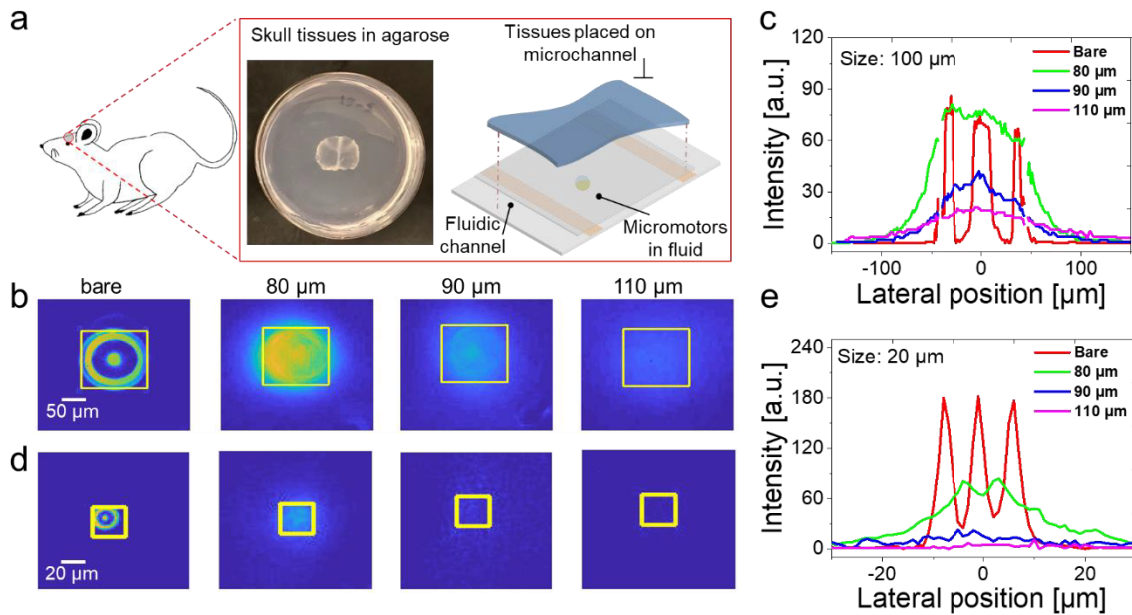 a
Skull tissues in agarose
Tissues placed on
microchannel
Fluidic
channel
Micromotors
in fluid
b
bare
80 µm
90 µm
110 µm
50 µm
d
20 µm
c
Intensity [a.u.]
120
90
60
30
0
Size: 100 µm
Bare
80 µm
90 µm
110 µm
-100
0
100
Lateral position [µm]
e
Intensity [a.u.]
240
180
120
60
0
Size: 20 µm
Bare
80 µm
90 µm
110 µm
-20
0
20
Lateral position [µm]